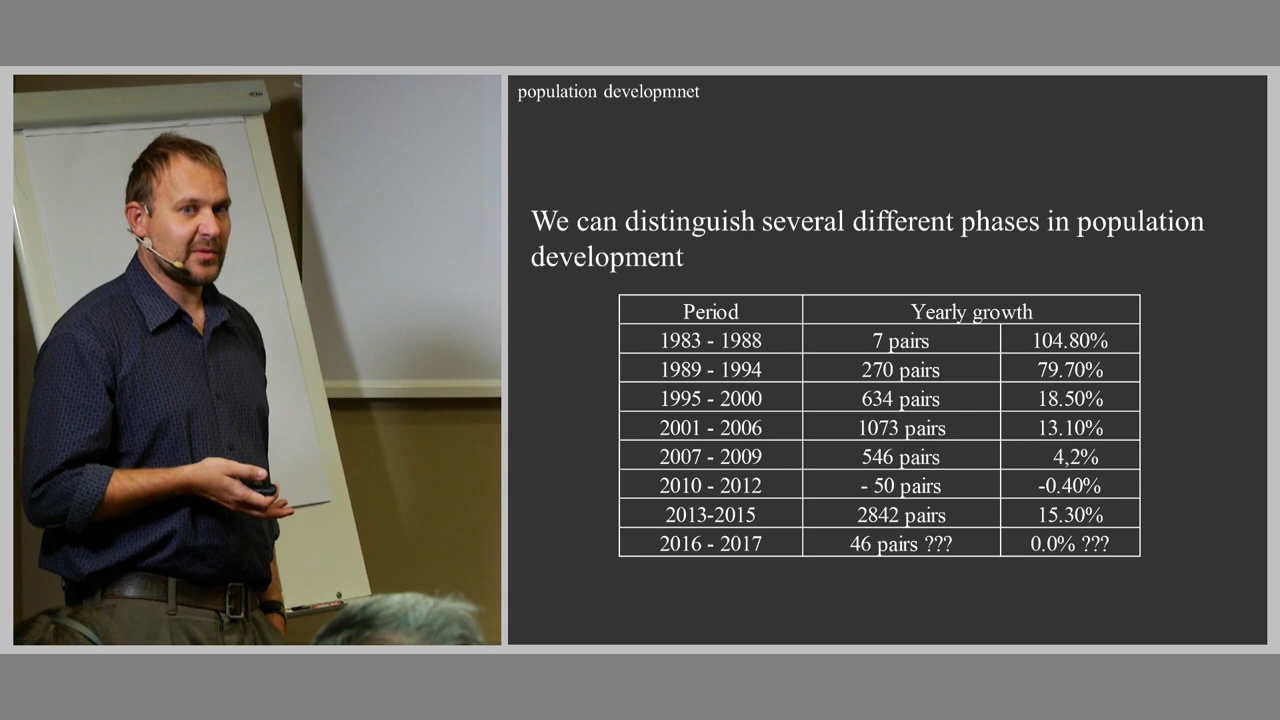 population developmnet
We can distinguish several different phases in population
development
Period Yearly growth
1983 - 1988 7 pairs 104.80%
1989 - 1994 270 pairs 79.70%
1995 - 2000 634 pairs 18.50%
2001 - 2006 1073 pairs 13.10%
2007 - 2009 546 pairs 4,2%
2010 - 2012 - 50 pairs -0.40%
2013-2015 2842 pairs 15.30%
2016 - 2017 46 pairs ??? 0.0% ???